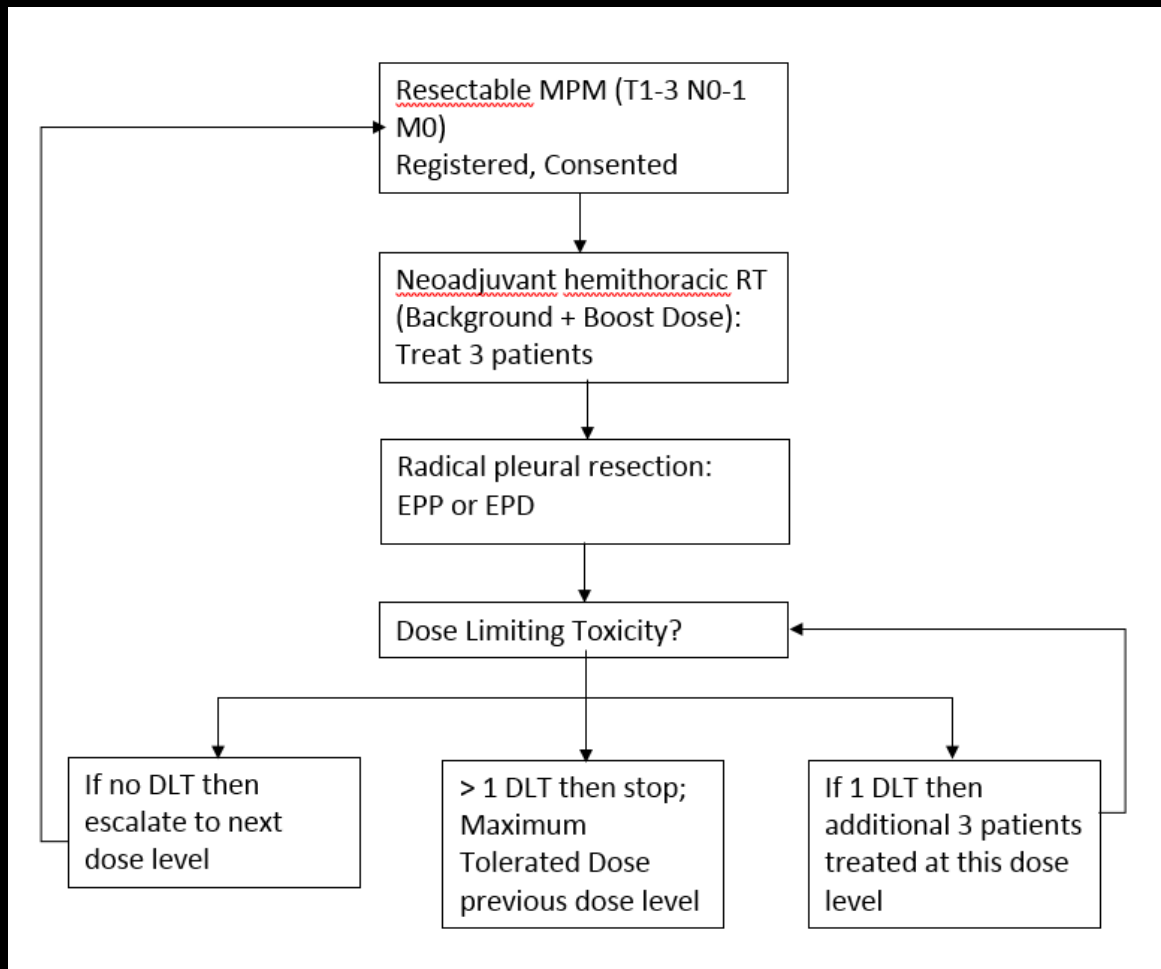 Resectable MPM (T1-3 N0-1
M0)
Registered, Consented
Neoadjuvant hemithoracic RT
(Background + Boost Dose):
Treat 3 patients
Radical pleural resection:
EPP or EPD
Dose Limiting Toxicity?
If no DLT then
escalate to next
dose level
> 1 DLT then stop;
Maximum
Tolerated Dose
previous dose level
If 1 DLT then
additional 3 patients
treated at this dose
level